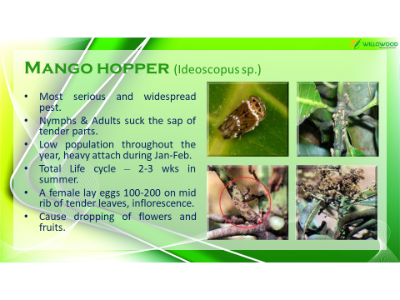 WILLOWOOD
MANGO HOPPER (Ideoscopus sp.)
• Most serious and widespread
pest.
• Nymphs & Adults suck the sap of
tender parts.
• Low population throughout the
year, heavy attach during Jan-Feb.
• Total Life cycle – 2-3 wks in
summer.
• A female lay eggs 100-200 on mid
rib of tender leaves, inflorescence.
• Cause dropping of flowers and
fruits.